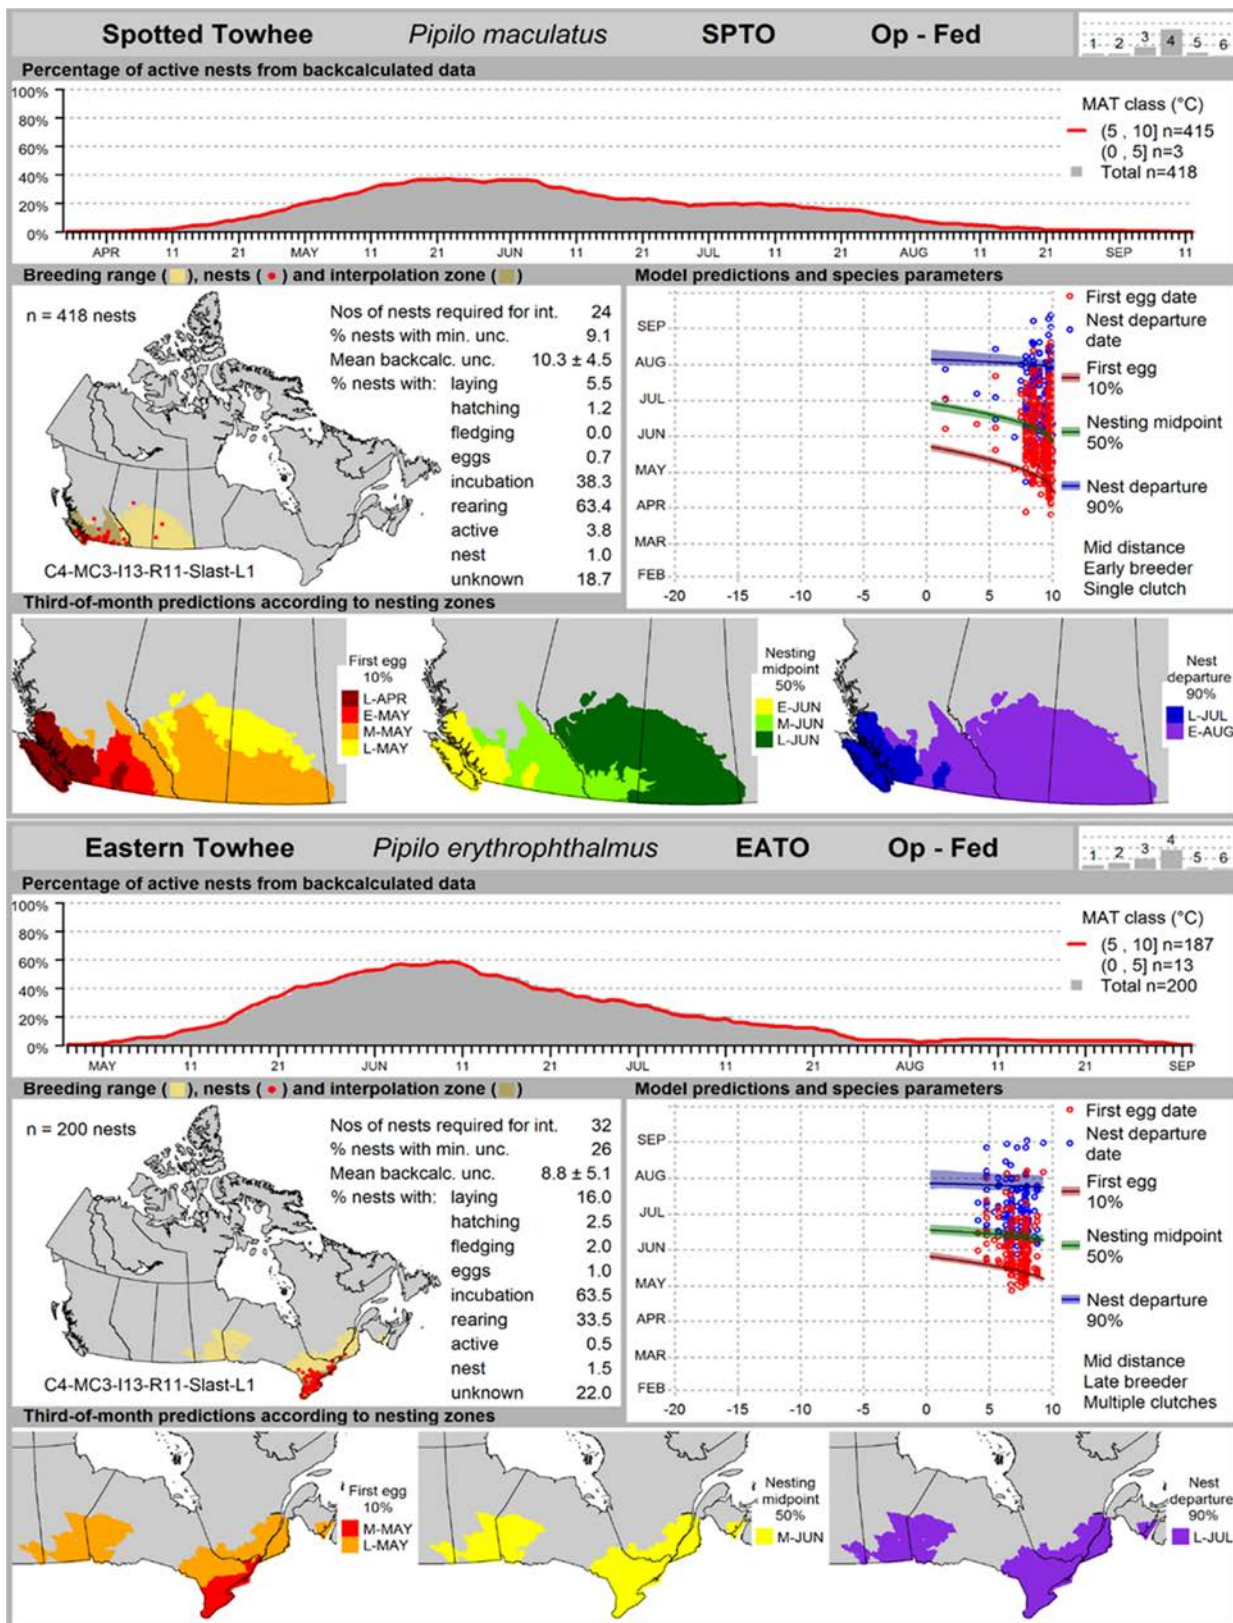 Spotted Towhee Pipilo maculatus SPTO Op - Fed
1 2 3 4 5 6
Percentage of active nests from backcalculated data
100%
80%
60%
40%
20%
0%
MAT class (°C)
(5 , 10] n=415
(0 , 5] n=3
Total n=418
APR 11 21 MAY 11 21 JUN 11 21 JUL 11 21 AUG 11 21 SEP 11
Breeding range ( ), nests ( ) and interpolation zone ( )
n = 418 nests
Nos of nests required for int. 24
% nests with min. unc. 9.1
Mean backcalc. unc. 10.3 ± 4.5
% nests with: laying 5.5
hatching 1.2
fledging 0.0
eggs 0.7
incubation 38.3
rearing 63.4
active 3.8
nest 1.0
unknown 18.7
C4-MC3-I13-R11-Slast-L1
Model predictions and species parameters
SEP
AUG
JUL
JUN
MAY
APR
MAR
FEB
-20 -15 -10 -5 0 5 10
First egg date
Nest departure
date
First egg
10%
Nesting midpoint
50%
Nest departure
90%
Mid distance
Early breeder
Single clutch
Third-of-month predictions according to nesting zones
First egg
10%
L-APR
E-MAY
M-MAY
L-MAY
Nesting
midpoint
50%
E-JUN
M-JUN
L-JUN
Nest
departure
90%
L-JUL
E-AUG
Eastern Towhee Pipilo erythrophthalmus EATO Op - Fed
1 2 3 4 5 6
Percentage of active nests from backcalculated data
100%
80%
60%
40%
20%
0%
MAT class (°C)
(5 , 10] n=187
(0 , 5] n=13
Total n=200
MAY 11 21 JUN 11 21 JUL 11 21 AUG 11 21 SEP
Breeding range ( ), nests ( ) and interpolation zone ( )
n = 200 nests
Nos of nests required for int. 32
% nests with min. unc. 26
Mean backcalc. unc. 8.8 ± 5.1
% nests with: laying 16.0
hatching 2.5
fledging 2.0
eggs 1.0
incubation 63.5
rearing 33.5
active 0.5
nest 1.5
unknown 22.0
C4-MC3-I13-R11-Slast-L1
Model predictions and species parameters
SEP
AUG
JUL
JUN
MAY
APR
MAR
FEB
-20 -15 -10 -5 0 5 10
First egg date
Nest departure
date
First egg
10%
Nesting midpoint
50%
Nest departure
90%
Mid distance
Late breeder
Multiple clutches
Third-of-month predictions according to nesting zones
First egg
10%
M-MAY
L-MAY
Nesting
midpoint
50%
M-JUN
Nest
departure
90%
L-JUL